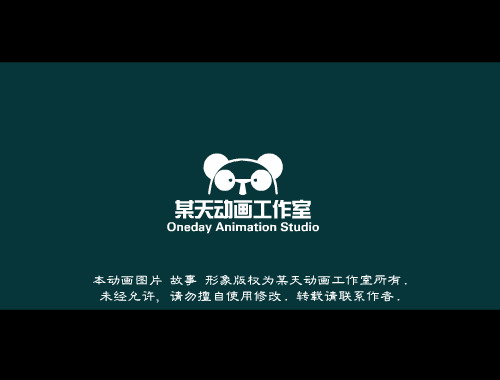 某天动画工作室
Oneday Animation Studio
本动画图片 故事 形象版权为某天动画工作室所有.
未经允许, 请勿擅自使用修改. 转载请联系作者.